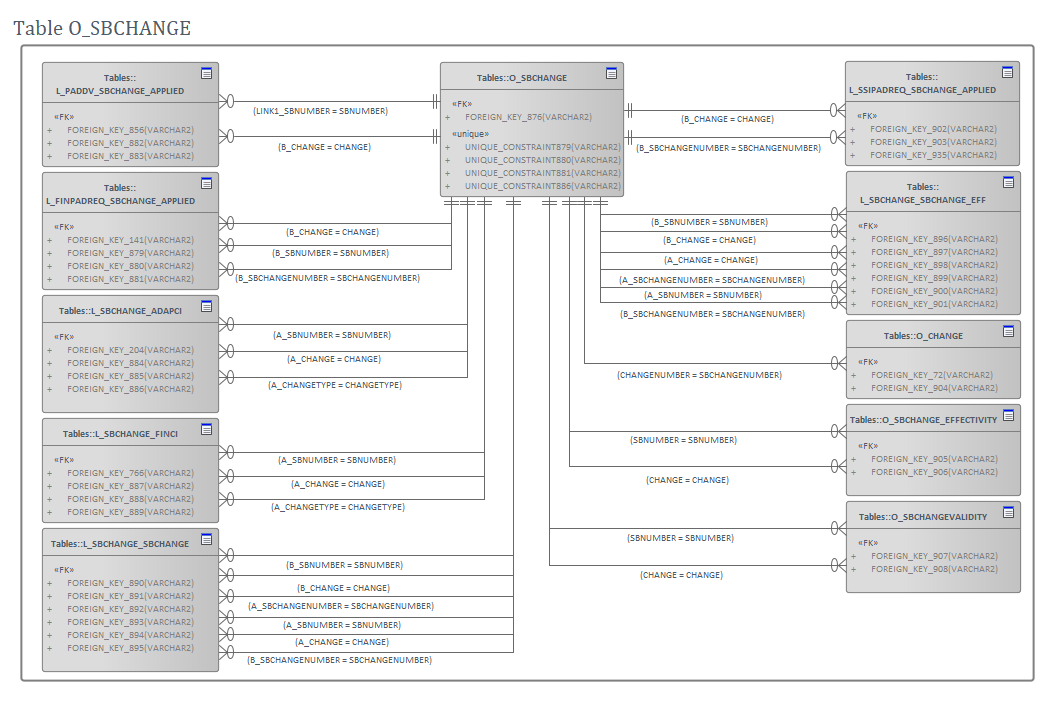 Table O_SBCHANGE
Tables::
L_PADDV_SBCHANGE_APPLIED
«FK»
+ FOREIGN_KEY_856(VARCHAR2)
+ FOREIGN_KEY_882(VARCHAR2)
+ FOREIGN_KEY_883(VARCHAR2)
(LINK1_SBNUMBER = SBNUMBER)
(B_CHANGE = CHANGE)
Tables::O_SBCHANGE
«FK»
+ FOREIGN_KEY_876(VARCHAR2)
«unique»
+ UNIQUE_CONSTRAINT879(VARCHAR2)
+ UNIQUE_CONSTRAINT880(VARCHAR2)
+ UNIQUE_CONSTRAINT881(VARCHAR2)
+ UNIQUE_CONSTRAINT886(VARCHAR2)
(B_CHANGE = CHANGE)
(B_SBCHANGENUMBER = SBCHANGENUMBER)
Tables::
L_SSIPADREQ_SBCHANGE_APPLIED
«FK»
+ FOREIGN_KEY_902(VARCHAR2)
+ FOREIGN_KEY_903(VARCHAR2)
+ FOREIGN_KEY_935(VARCHAR2)
Tables::
L_FINPADREQ_SBCHANGE_APPLIED
«FK»
+ FOREIGN_KEY_141(VARCHAR2)
+ FOREIGN_KEY_879(VARCHAR2)
+ FOREIGN_KEY_880(VARCHAR2)
+ FOREIGN_KEY_881(VARCHAR2)
(B_CHANGE = CHANGE)
(B_SBNUMBER = SBNUMBER)
(B_SBCHANGENUMBER = SBCHANGENUMBER)
(B_SBNUMBER = SBNUMBER)
(B_CHANGE = CHANGE)
(A_CHANGE = CHANGE)
(A_SBCHANGENUMBER = SBCHANGENUMBER)
(A_SBNUMBER = SBNUMBER)
(B_SBCHANGENUMBER = SBCHANGENUMBER)
Tables::
L_SBCHANGE_SBCHANGE_EFF
«FK»
+ FOREIGN_KEY_896(VARCHAR2)
+ FOREIGN_KEY_897(VARCHAR2)
+ FOREIGN_KEY_898(VARCHAR2)
+ FOREIGN_KEY_899(VARCHAR2)
+ FOREIGN_KEY_900(VARCHAR2)
+ FOREIGN_KEY_901(VARCHAR2)
Tables::L_SBCHANGE_ADAPCI
«FK»
+ FOREIGN_KEY_204(VARCHAR2)
+ FOREIGN_KEY_884(VARCHAR2)
+ FOREIGN_KEY_885(VARCHAR2)
+ FOREIGN_KEY_886(VARCHAR2)
(A_SBNUMBER = SBNUMBER)
(A_CHANGE = CHANGE)
(A_CHANGETYPE = CHANGETYPE)
(CHANGENUMBER = SBCHANGENUMBER)
Tables::O_CHANGE
«FK»
+ FOREIGN_KEY_72(VARCHAR2)
+ FOREIGN_KEY_904(VARCHAR2)
Tables::L_SBCHANGE_FINCI
«FK»
+ FOREIGN_KEY_766(VARCHAR2)
+ FOREIGN_KEY_887(VARCHAR2)
+ FOREIGN_KEY_888(VARCHAR2)
+ FOREIGN_KEY_889(VARCHAR2)
(A_SBNUMBER = SBNUMBER)
(A_CHANGE = CHANGE)
(A_CHANGETYPE = CHANGETYPE)
(SBNUMBER = SBNUMBER)
(CHANGE = CHANGE)
Tables::O_SBCHANGE_EFFECTIVITY
«FK»
+ FOREIGN_KEY_905(VARCHAR2)
+ FOREIGN_KEY_906(VARCHAR2)
Tables::L_SBCHANGE_SBCHANGE
«FK»
+ FOREIGN_KEY_890(VARCHAR2)
+ FOREIGN_KEY_891(VARCHAR2)
+ FOREIGN_KEY_892(VARCHAR2)
+ FOREIGN_KEY_893(VARCHAR2)
+ FOREIGN_KEY_894(VARCHAR2)
+ FOREIGN_KEY_895(VARCHAR2)
(B_SBNUMBER = SBNUMBER)
(B_CHANGE = CHANGE)
(A_SBCHANGENUMBER = SBCHANGENUMBER)
(A_SBNUMBER = SBNUMBER)
(A_CHANGE = CHANGE)
(B_SBCHANGENUMBER = SBCHANGENUMBER)
(SBNUMBER = SBNUMBER)
(CHANGE = CHANGE)
Tables::O_SBCHANGEVALIDITY
«FK»
+ FOREIGN_KEY_907(VARCHAR2)
+ FOREIGN_KEY_908(VARCHAR2)